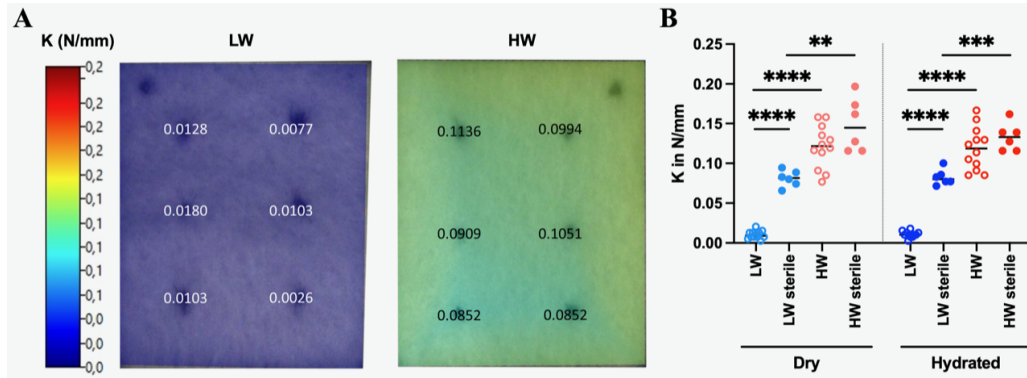 A
K (N/mm)
LW
HW
0,2
0,2
0,2
0,2
0,2
0,1
0,1
0,1
0,1
0,1
0,0
0,0
0,0
0.0128
0.0077
0.0180
0.0103
0.0103
0.0026
0.1136
0.0994
0.0909
0.1051
0.0852
0.0852
B
K in N/mm
0.25
0.20
0.15
0.10
0.05
0.00
**
****
****
***
****
****
LW
LW sterile
HW
HW sterile
LW
LW sterile
HW
HW sterile
Dry
Hydrated